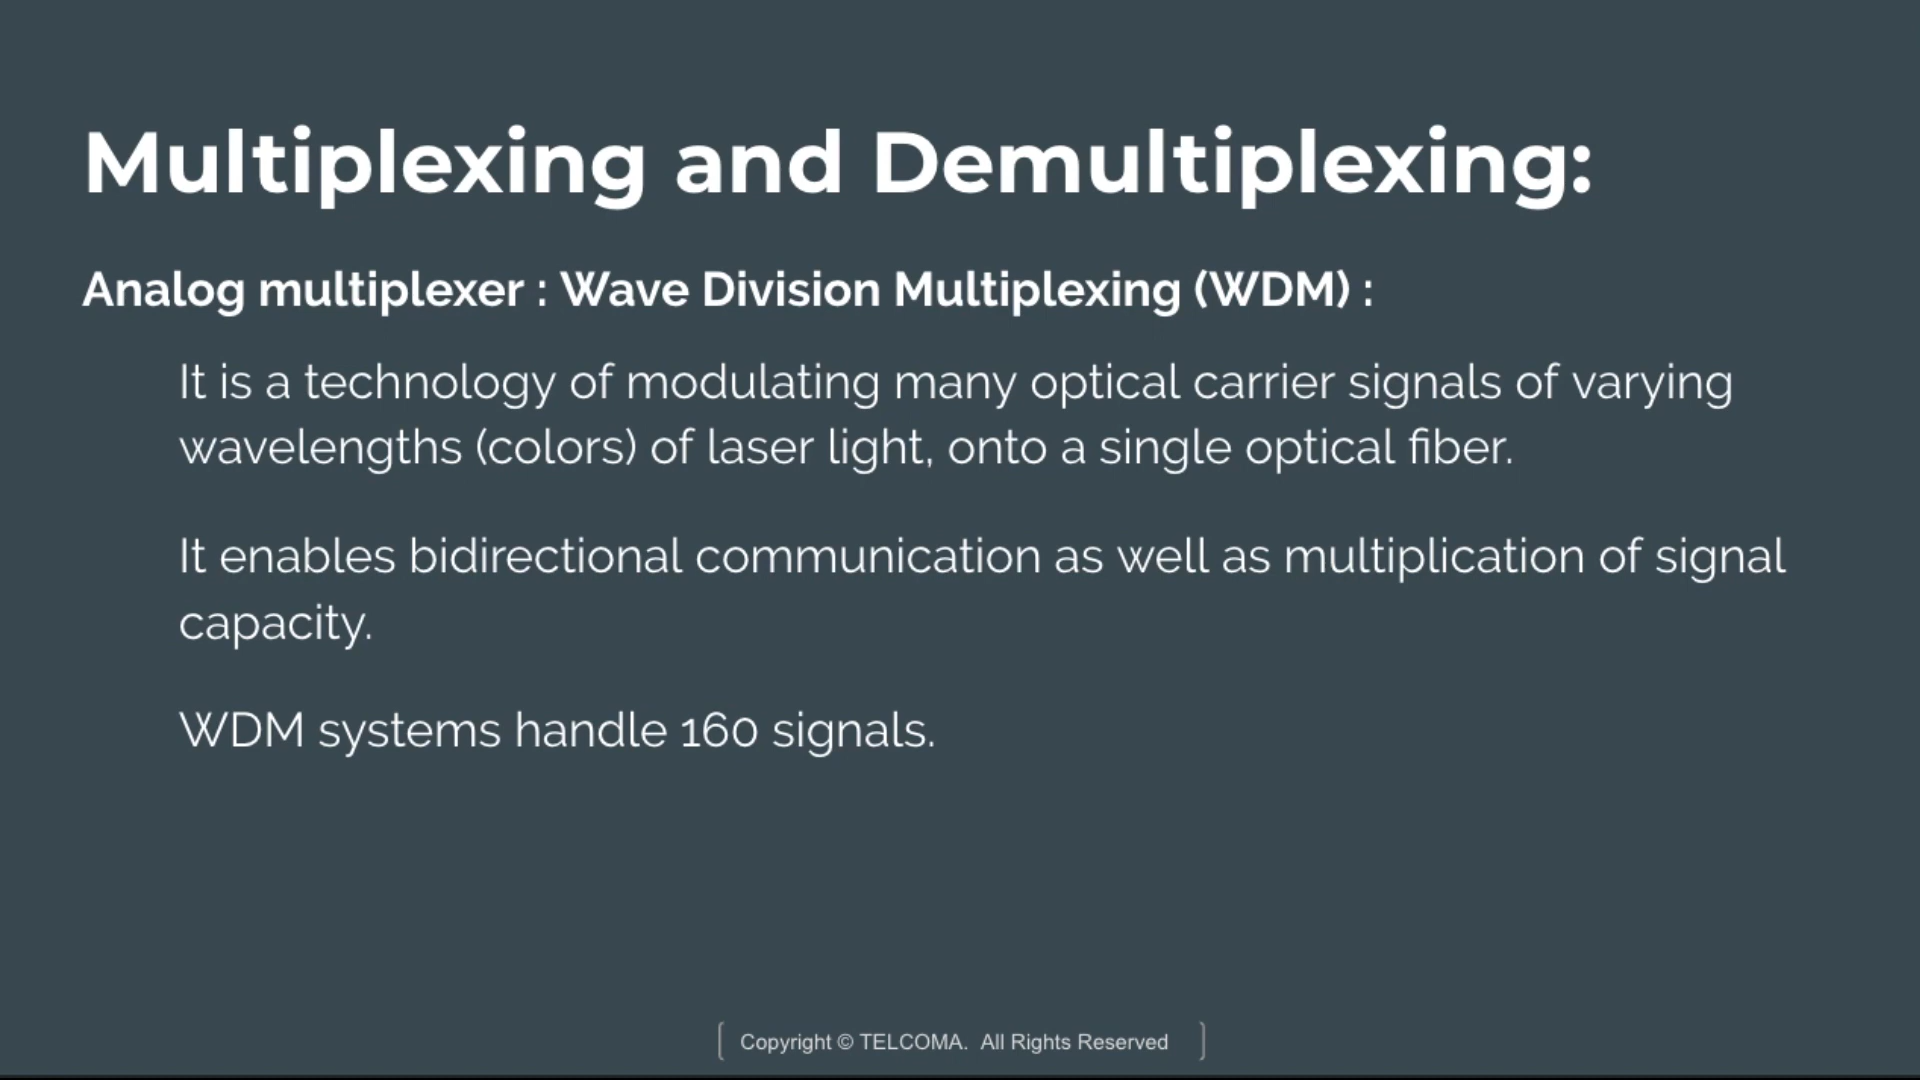 Multiplexing and Demultiplexing:
Analog multiplexer : Wave Division Multiplexing (WDM) :
It is a technology of modulating many optical carrier signals of varying
wavelengths (colors) of laser light, onto a single optical fiber.
It enables bidirectional communication as well as multiplication of signal
capacity.
WDM systems handle 160 signals.
Copyright © TELCOMA. All Rights Reserved